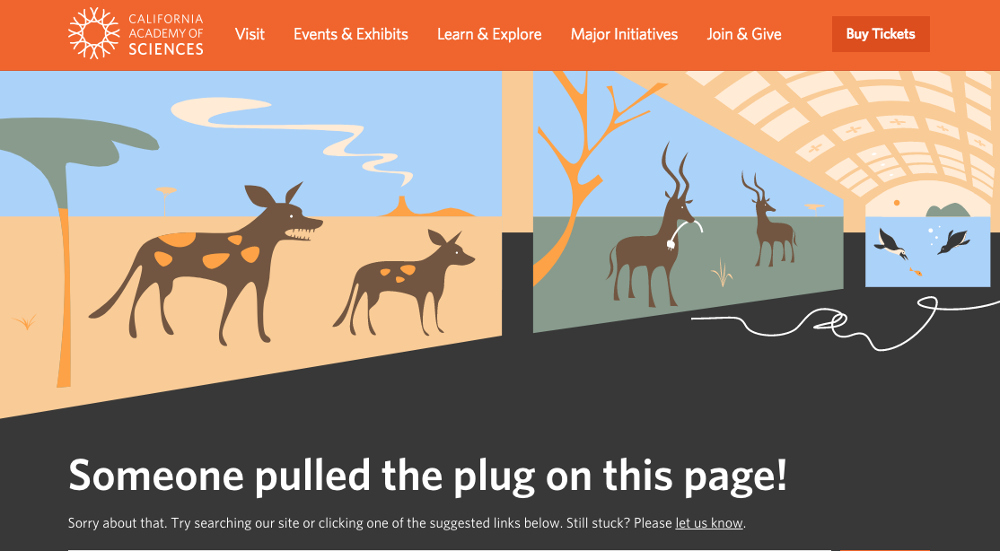 CALIFORNIA
ACADEMY OF
SCIENCES
Visit
Events & Exhibits
Learn & Explore
Major Initiatives
Join & Give
Buy Tickets
Someone pulled the plug on this page!
Sorry about that. Try searching our site or clicking one of the suggested links below. Still stuck? Please let us know.